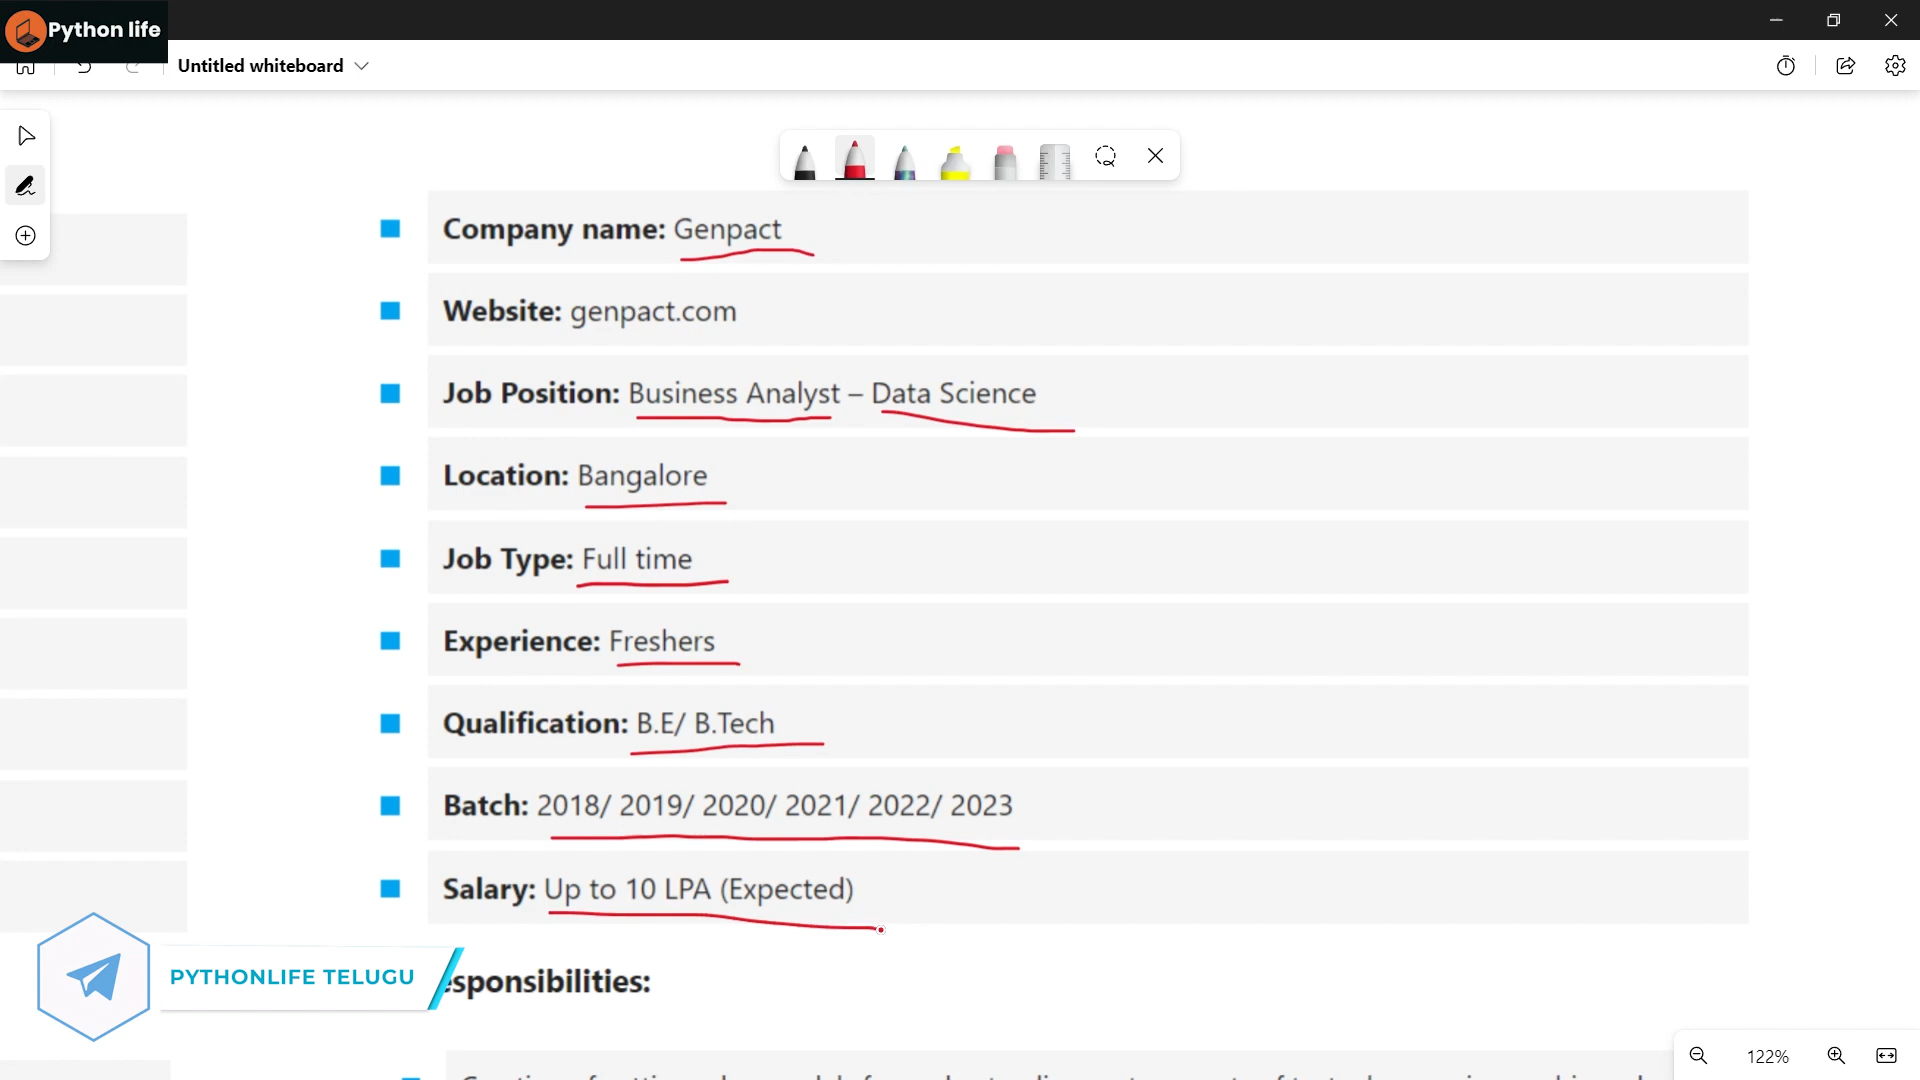 Python life
Untitled whiteboard
Company name: Genpact
Website: genpact.com
Job Position: Business Analyst – Data Science
Location: Bangalore
Job Type: Full time
Experience: Freshers
Qualification: B.E/ B.Tech
Batch: 2018/ 2019/ 2020/ 2021/ 2022/ 2023
Salary: Up to 10 LPA (Expected)
PYTHONLIFE TELUGU
esponsibilities:
122%